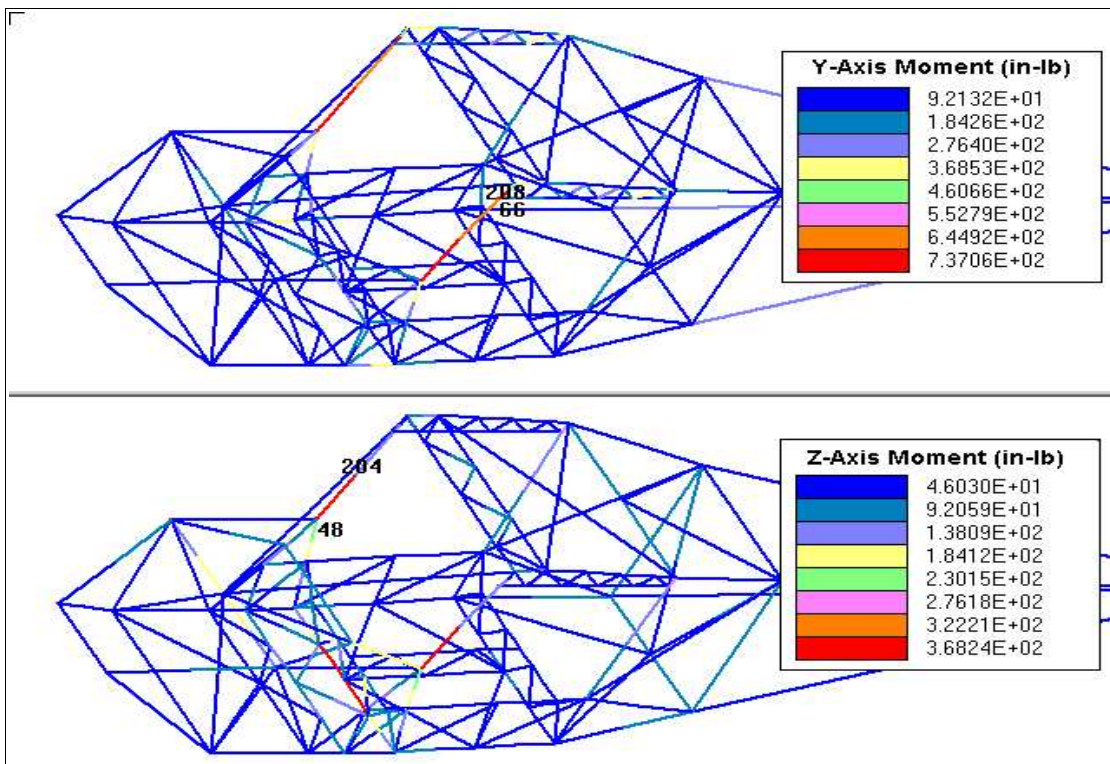 Y-Axis Moment (in-lb)
9.2132E+01
1.8426E+02
2.7640E+02
3.6853E+02
4.6066E+02
5.5279E+02
6.4492E+02
7.3706E+02
208
66
Z-Axis Moment (in-lb)
4.6030E+01
9.2059E+01
1.3809E+02
1.8412E+02
2.3015E+02
2.7618E+02
3.2221E+02
3.6824E+02
204
48